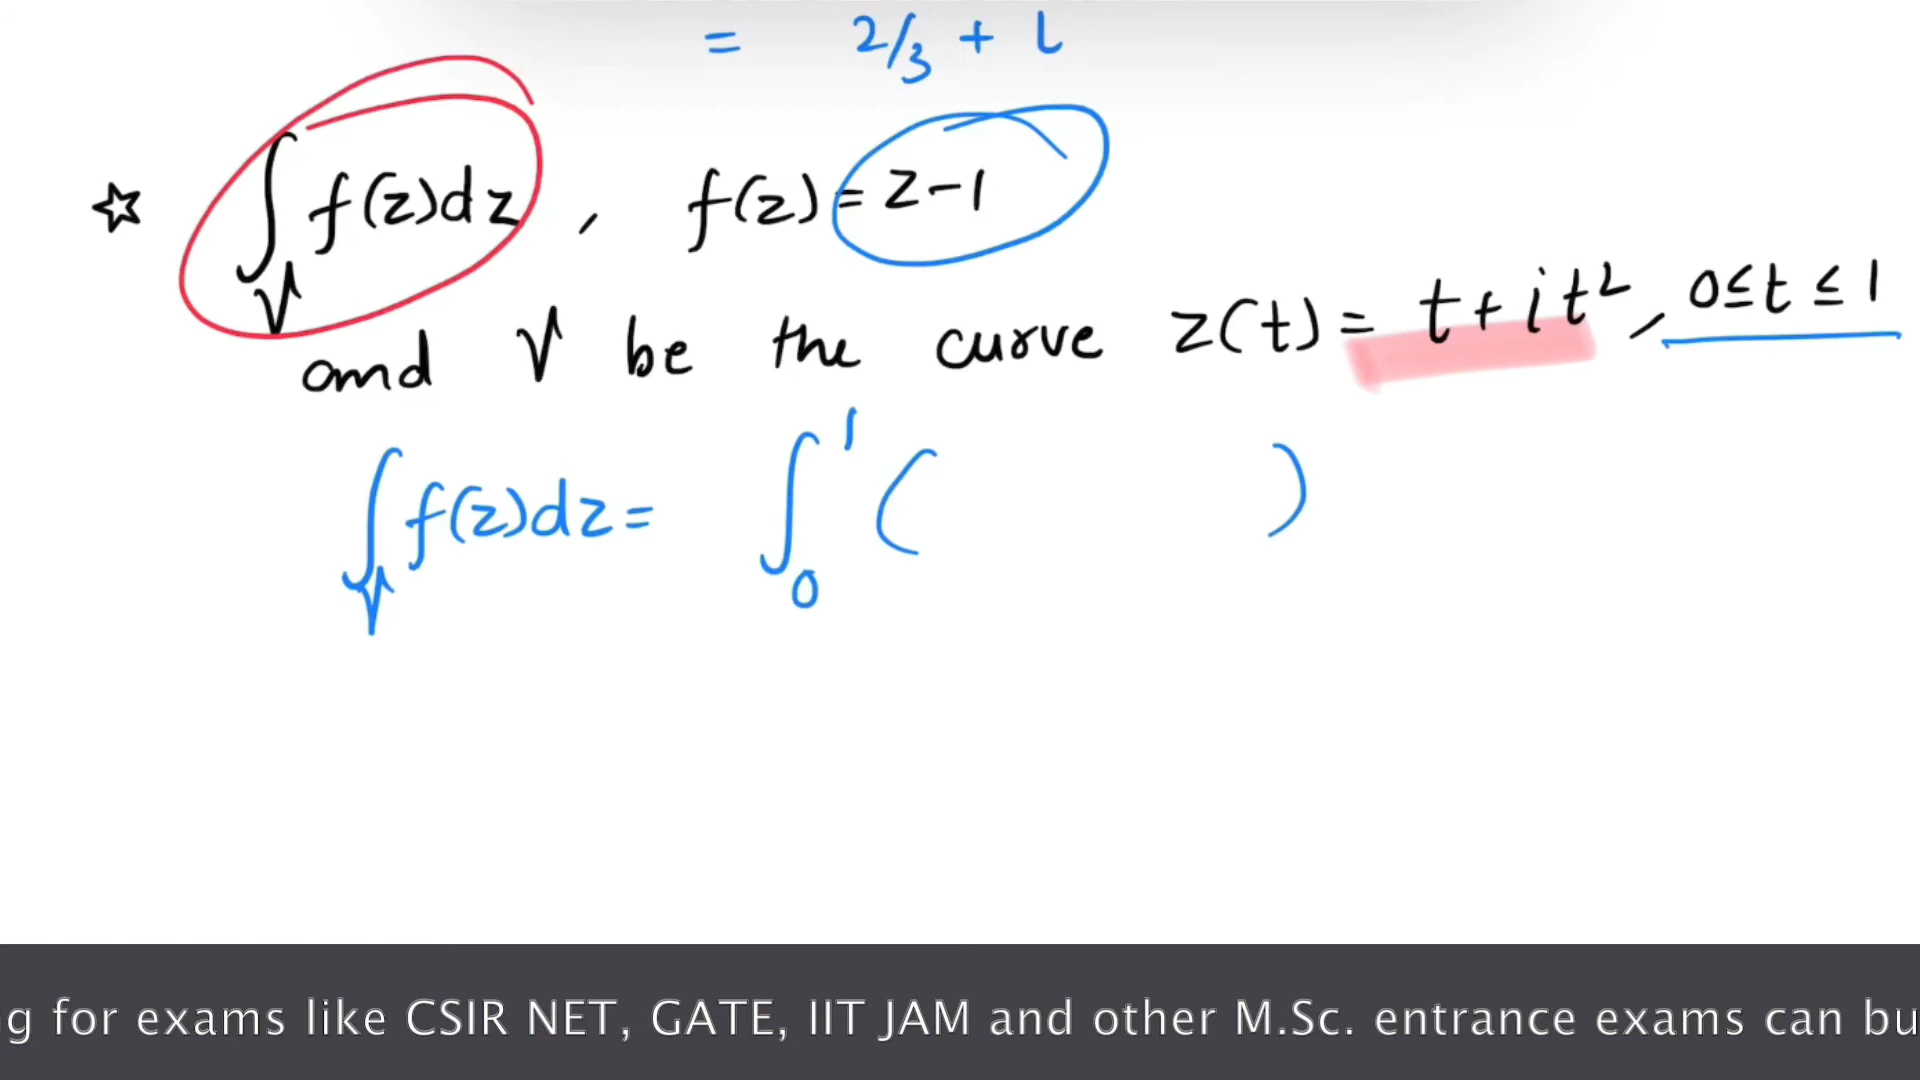 = 2/3 + i
☆ ∫_γ f(z)dz , f(z) = z-1
and γ be the curve z(t) = t + it², 0≤t≤1
∫_γ f(z)dz = ∫_0^1 ( )
g for exams like CSIR NET, GATE, IIT JAM and other M.Sc. entrance exams can bu